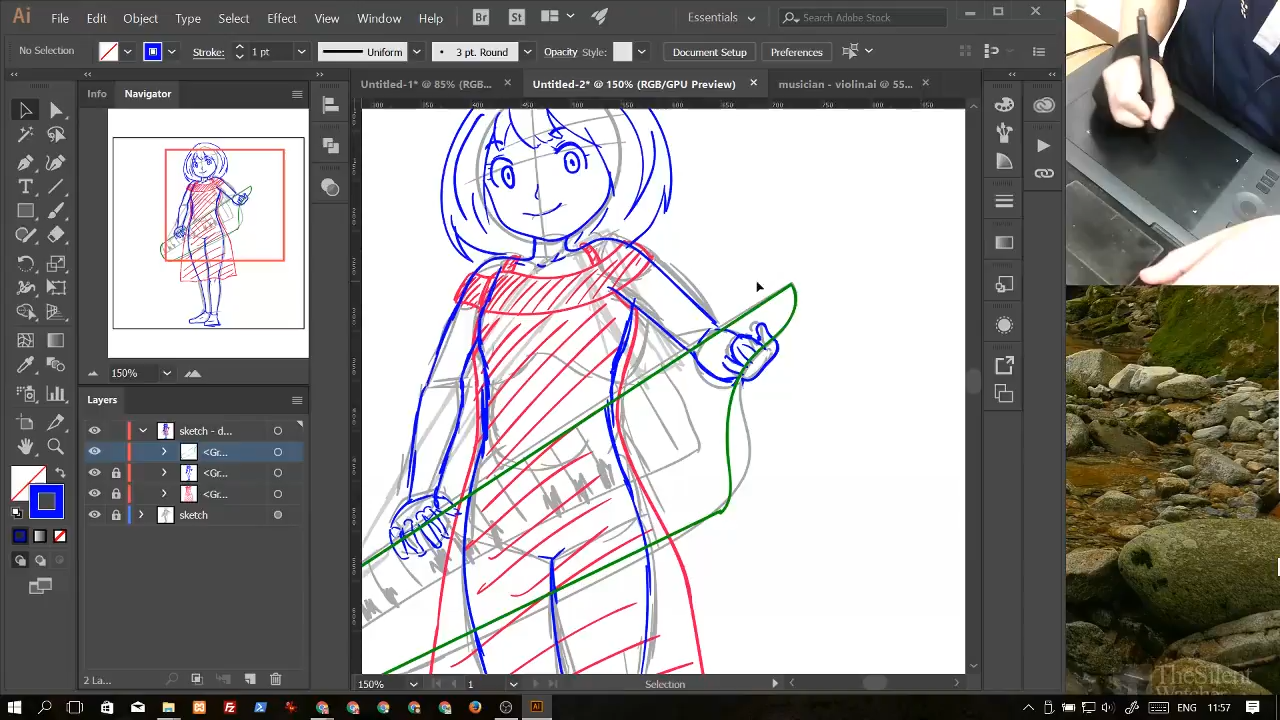 Ai File Edit Object Type Select Effect View Window Help Br St Essentials Search Adobe Stock
No Selection Stroke: 1 pt Uniform 3 pt. Round Opacity Style: Document Setup Preferences
Info Navigator
Untitled-1* @ 85% (RGB... Untitled-2* @ 150% (RGB/GPU Preview) musician - violin.ai @ 55...
150%
Layers
sketch - d...
<Gr...
<Gr...
<Gr...
sketch
2 La...
150% 1 Selection
TheSilent
Watcher
ENG 11:57